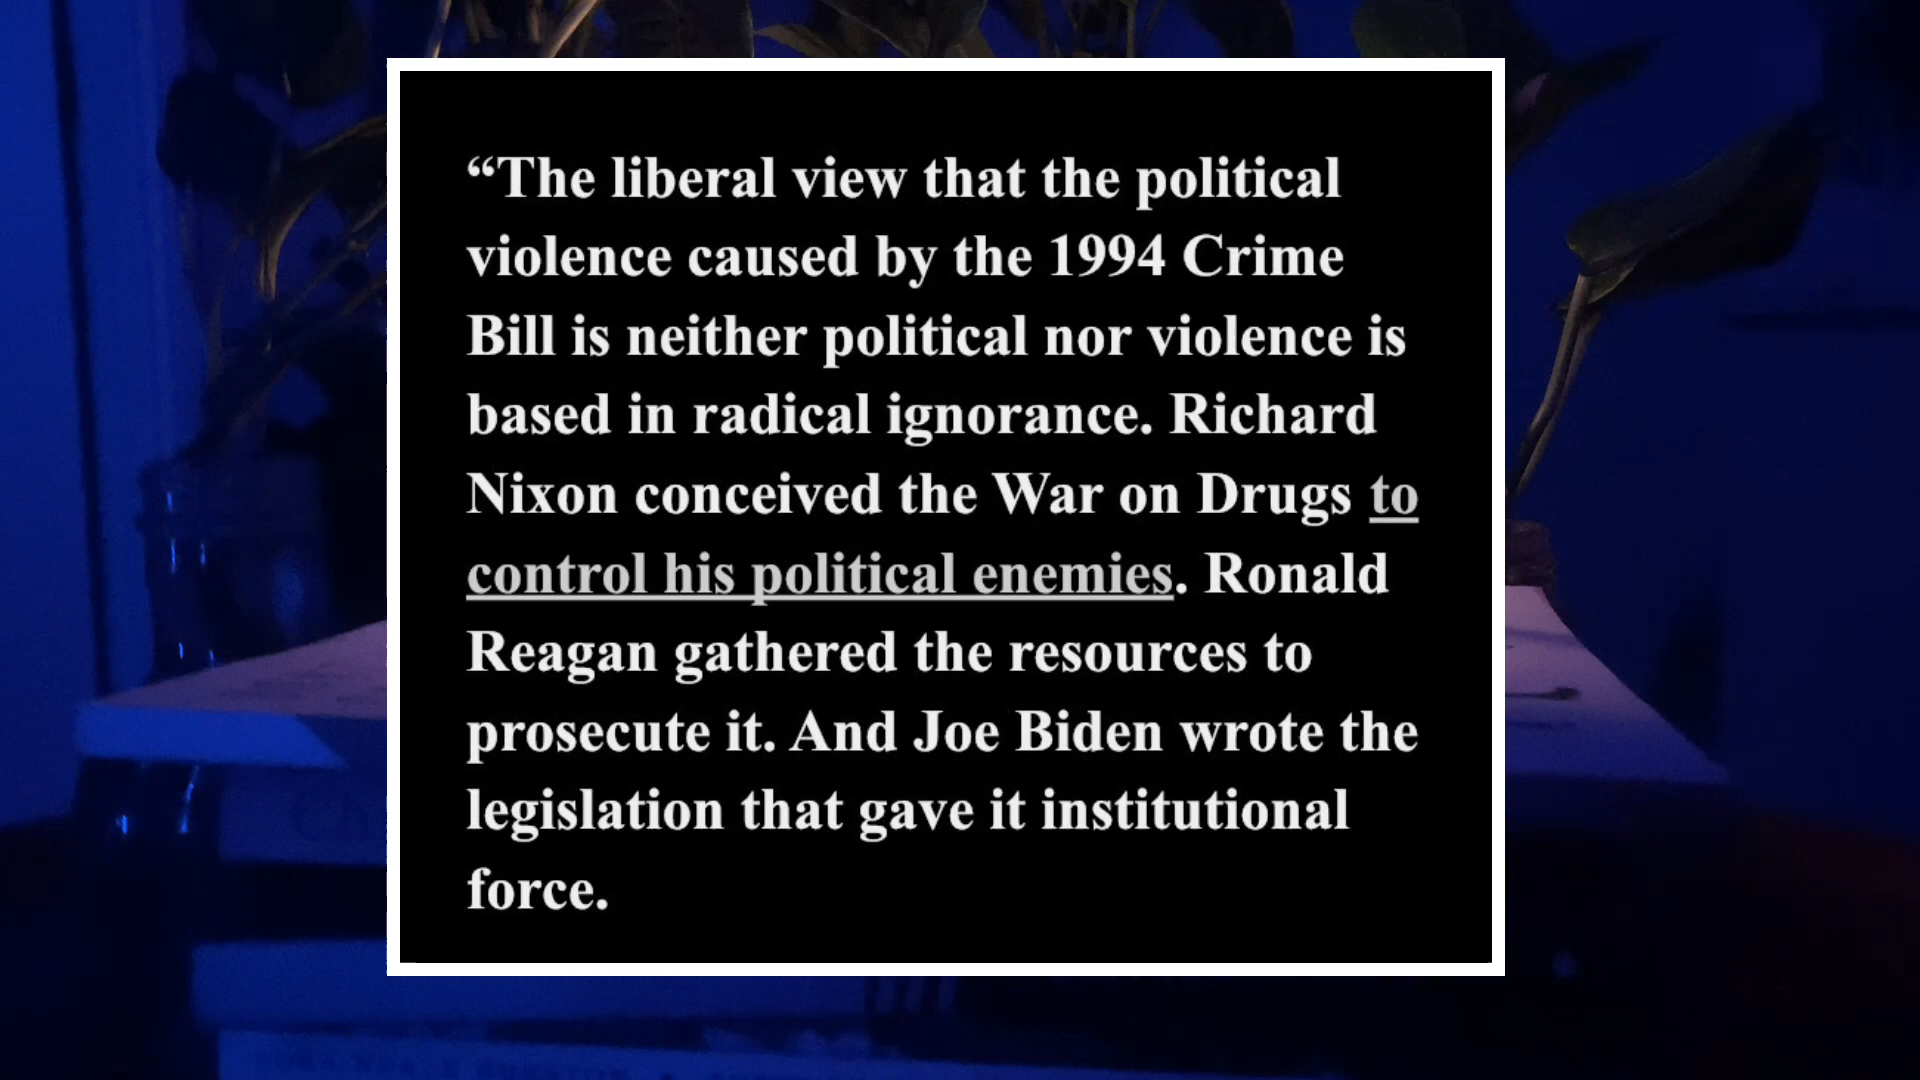 “The liberal view that the political
violence caused by the 1994 Crime
Bill is neither political nor violence is
based in radical ignorance. Richard
Nixon conceived the War on Drugs to
control his political enemies. Ronald
Reagan gathered the resources to
prosecute it. And Joe Biden wrote the
legislation that gave it institutional
force.